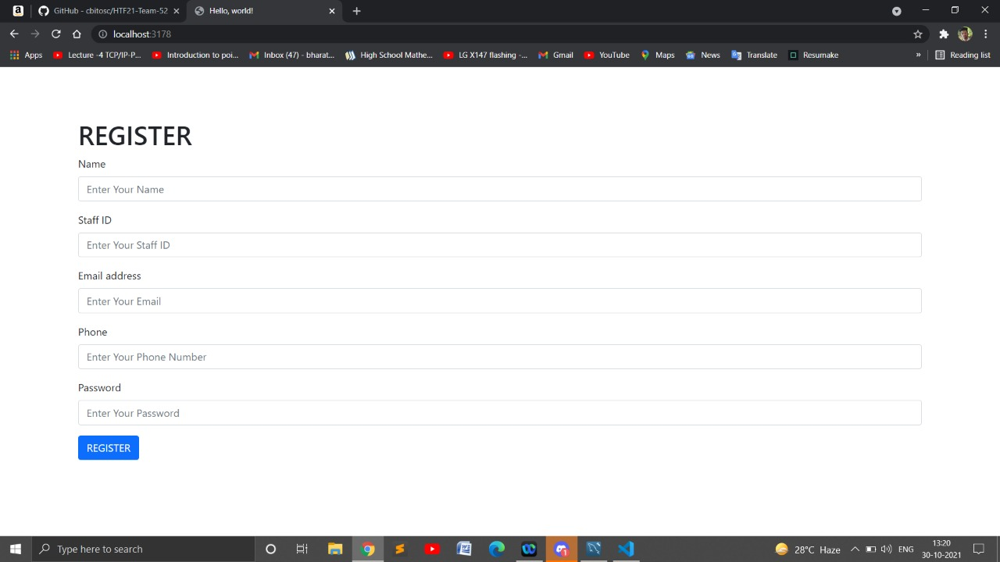 GitHub - cbitosc/HTF21-Team-52
Hello, world!
localhost:3178
Apps
Lecture -4 TCP/IP-P...
Introduction to poi...
Inbox (47) - bharat...
High School Mathe...
LG X147 flashing -...
Gmail
YouTube
Maps
News
Translate
Resumake
»
Reading list
REGISTER
Name
Enter Your Name
Staff ID
Enter Your Staff ID
Email address
Enter Your Email
Phone
Enter Your Phone Number
Password
Enter Your Password
REGISTER
Type here to search
1
28°C Haze
ENG
13:20
30-10-2021